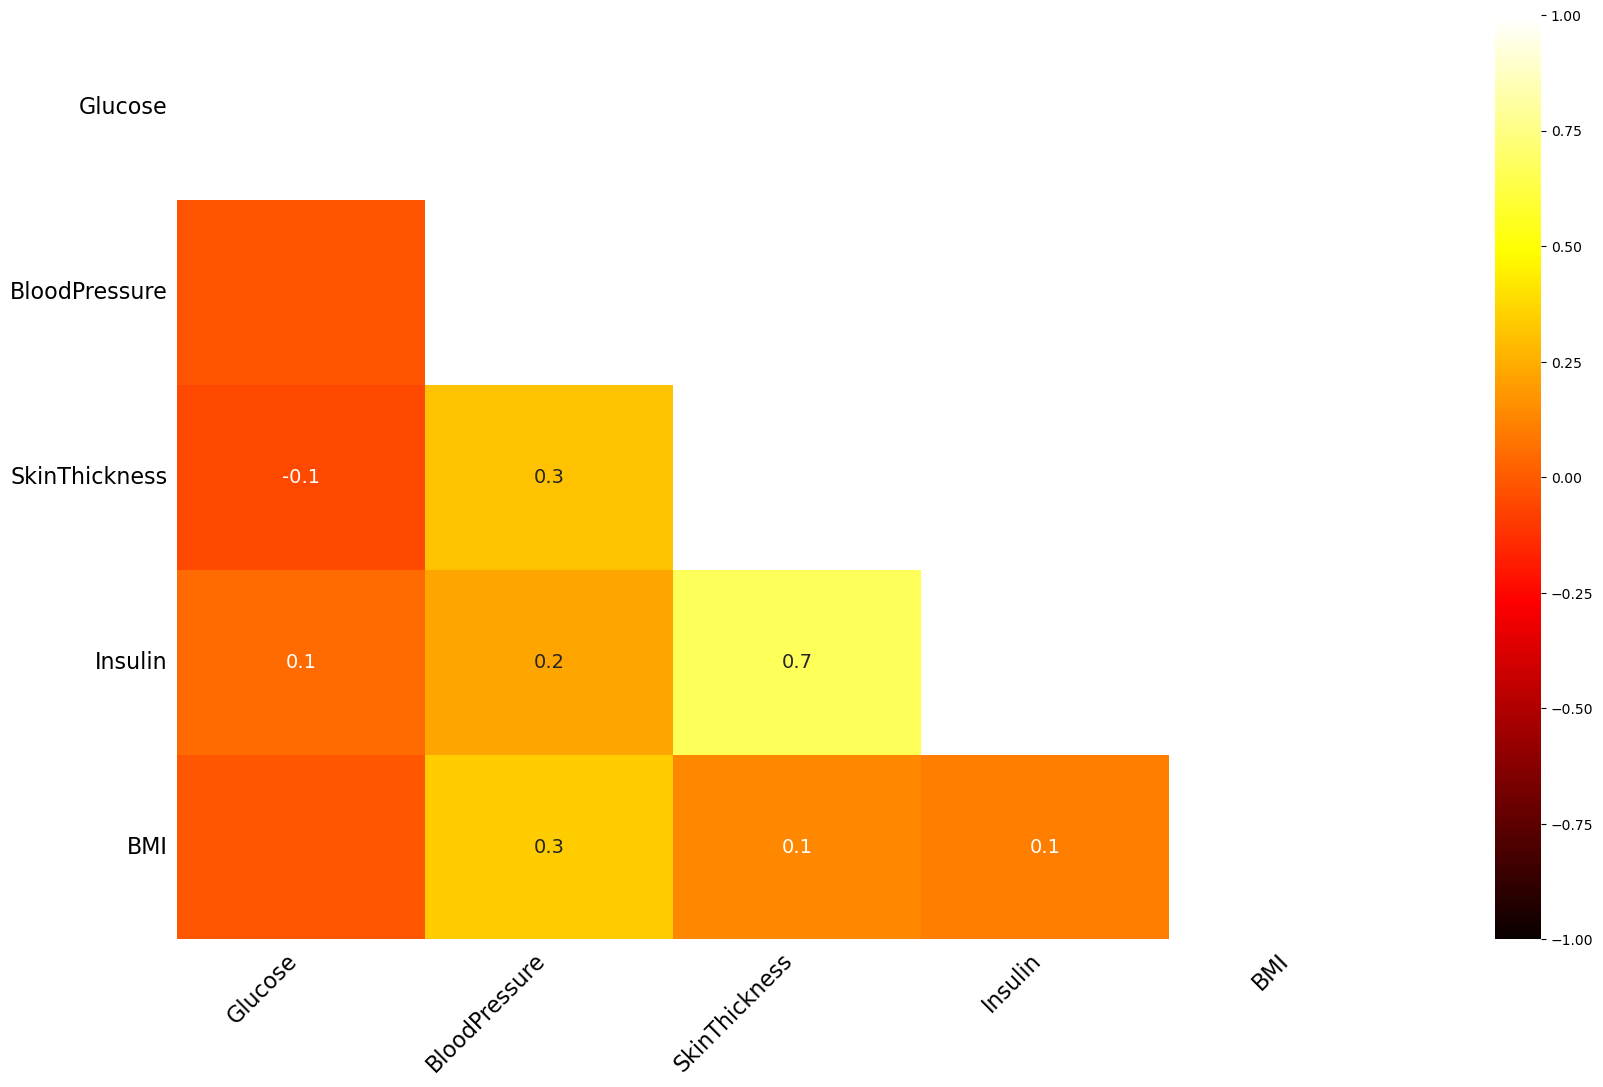 Glucose
BloodPressure
SkinThickness -0.1 0.3
Insulin 0.1 0.2 0.7
BMI 0.3 0.1 0.1
Glucose BloodPressure SkinThickness Insulin BMI
1.00
0.75
0.50
0.25
0.00
−0.25
−0.50
−0.75
−1.00